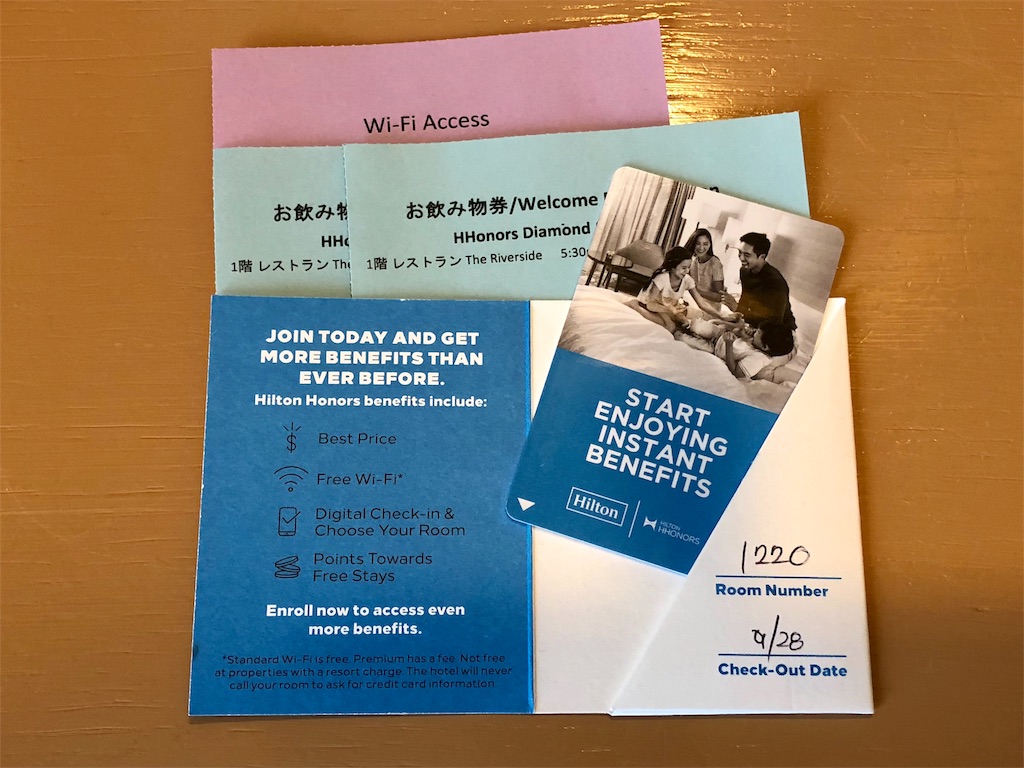 Wi-Fi Access
お飲み物
HHo
1階 レストラン The
お飲み物券/Welcome
HHonors Diamond
1階 レストラン The Riverside 5:30
JOIN TODAY AND GET
MORE BENEFITS THAN
EVER BEFORE.
Hilton Honors benefits include:
Best Price
Free Wi-Fi*
Digital Check-in &
Choose Your Room
Points Towards
Free Stays
Enroll now to access even
more benefits.
*Standard Wi-Fi is free. Premium has a fee. Not free
at properties with a resort charge. The hotel will never
call your room to ask for credit card information.
START
ENJOYING
INSTANT
BENEFITS
Hilton
HILTON
HHONORS
1220
Room Number
9/28
Check-Out Date